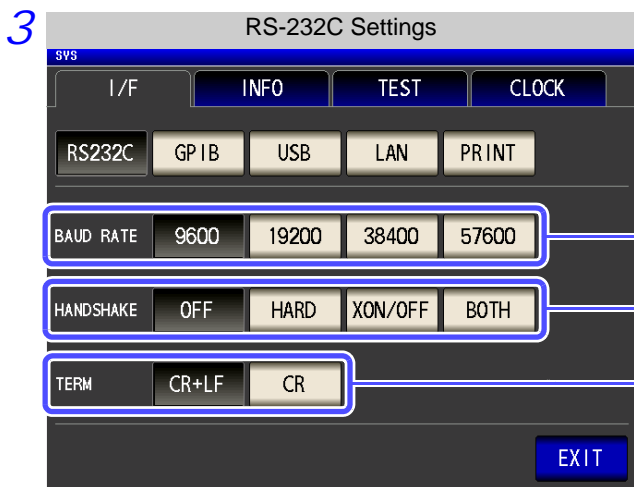 3
RS-232C Settings
SYS
I/F INFO TEST CLOCK
RS232C GPIB USB LAN PRINT
BAUD RATE 9600 19200 38400 57600
HANDSHAKE OFF HARD XON/OFF BOTH
TERM CR+LF CR
EXIT